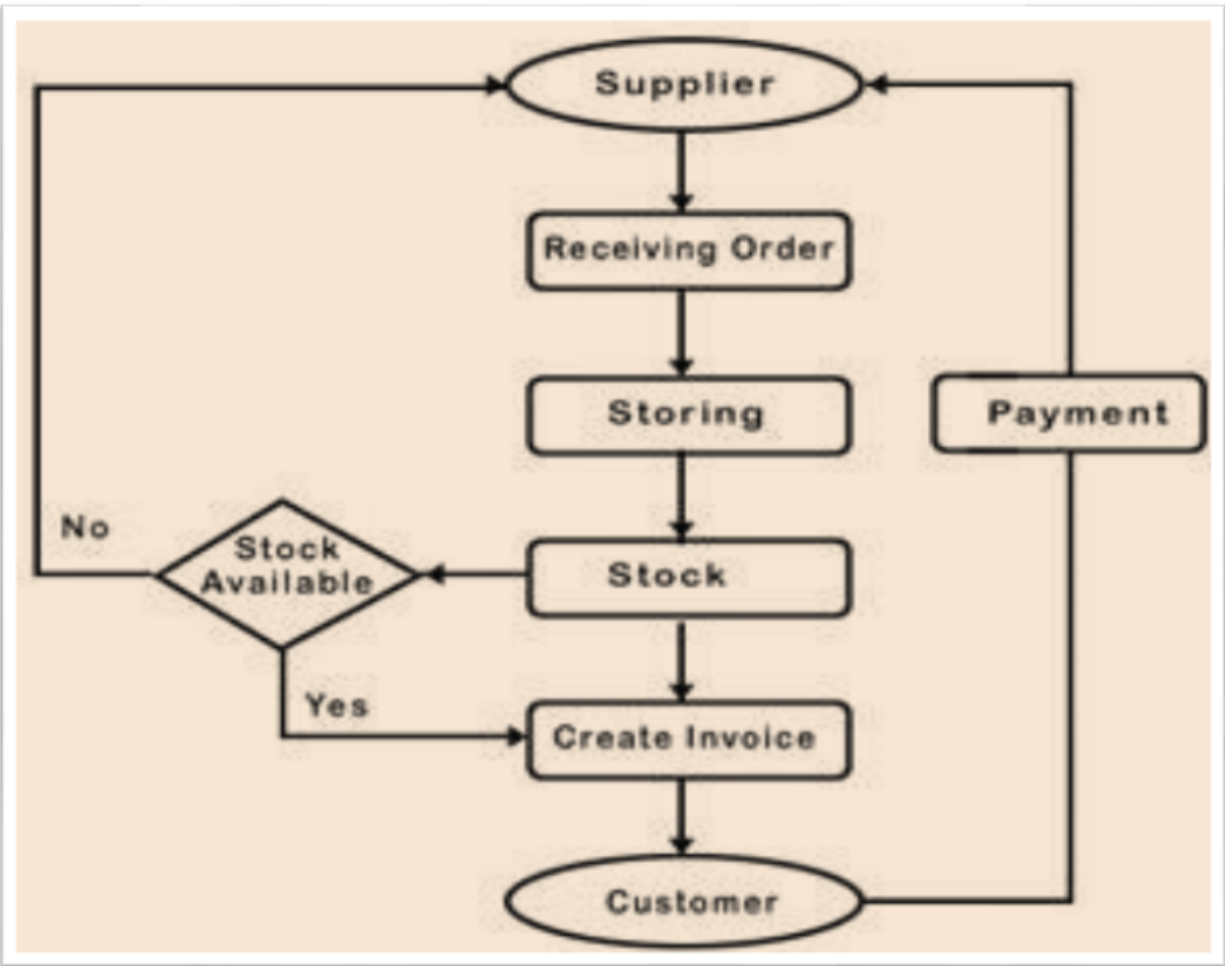 Supplier
Receiving Order
Storing
Payment
No
Stock
Available
Stock
Yes
Create Invoice
Customer